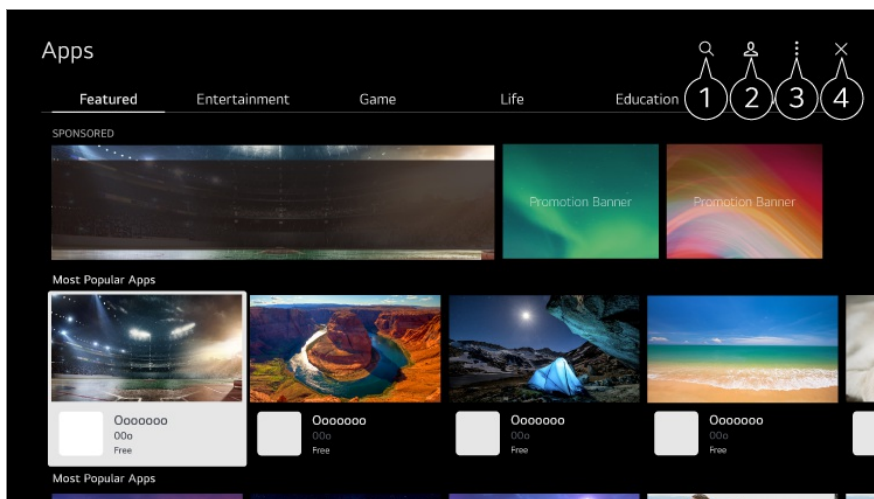 Apps
1 2 3 4
Featured Entertainment Game Life Education
SPONSORED
Promotion Banner Promotion Banner
Most Popular Apps
Ooooooo Ooooooo Ooooooo Ooooooo
00o 00o 00o 00o
Free Free Free Free
Most Popular Apps